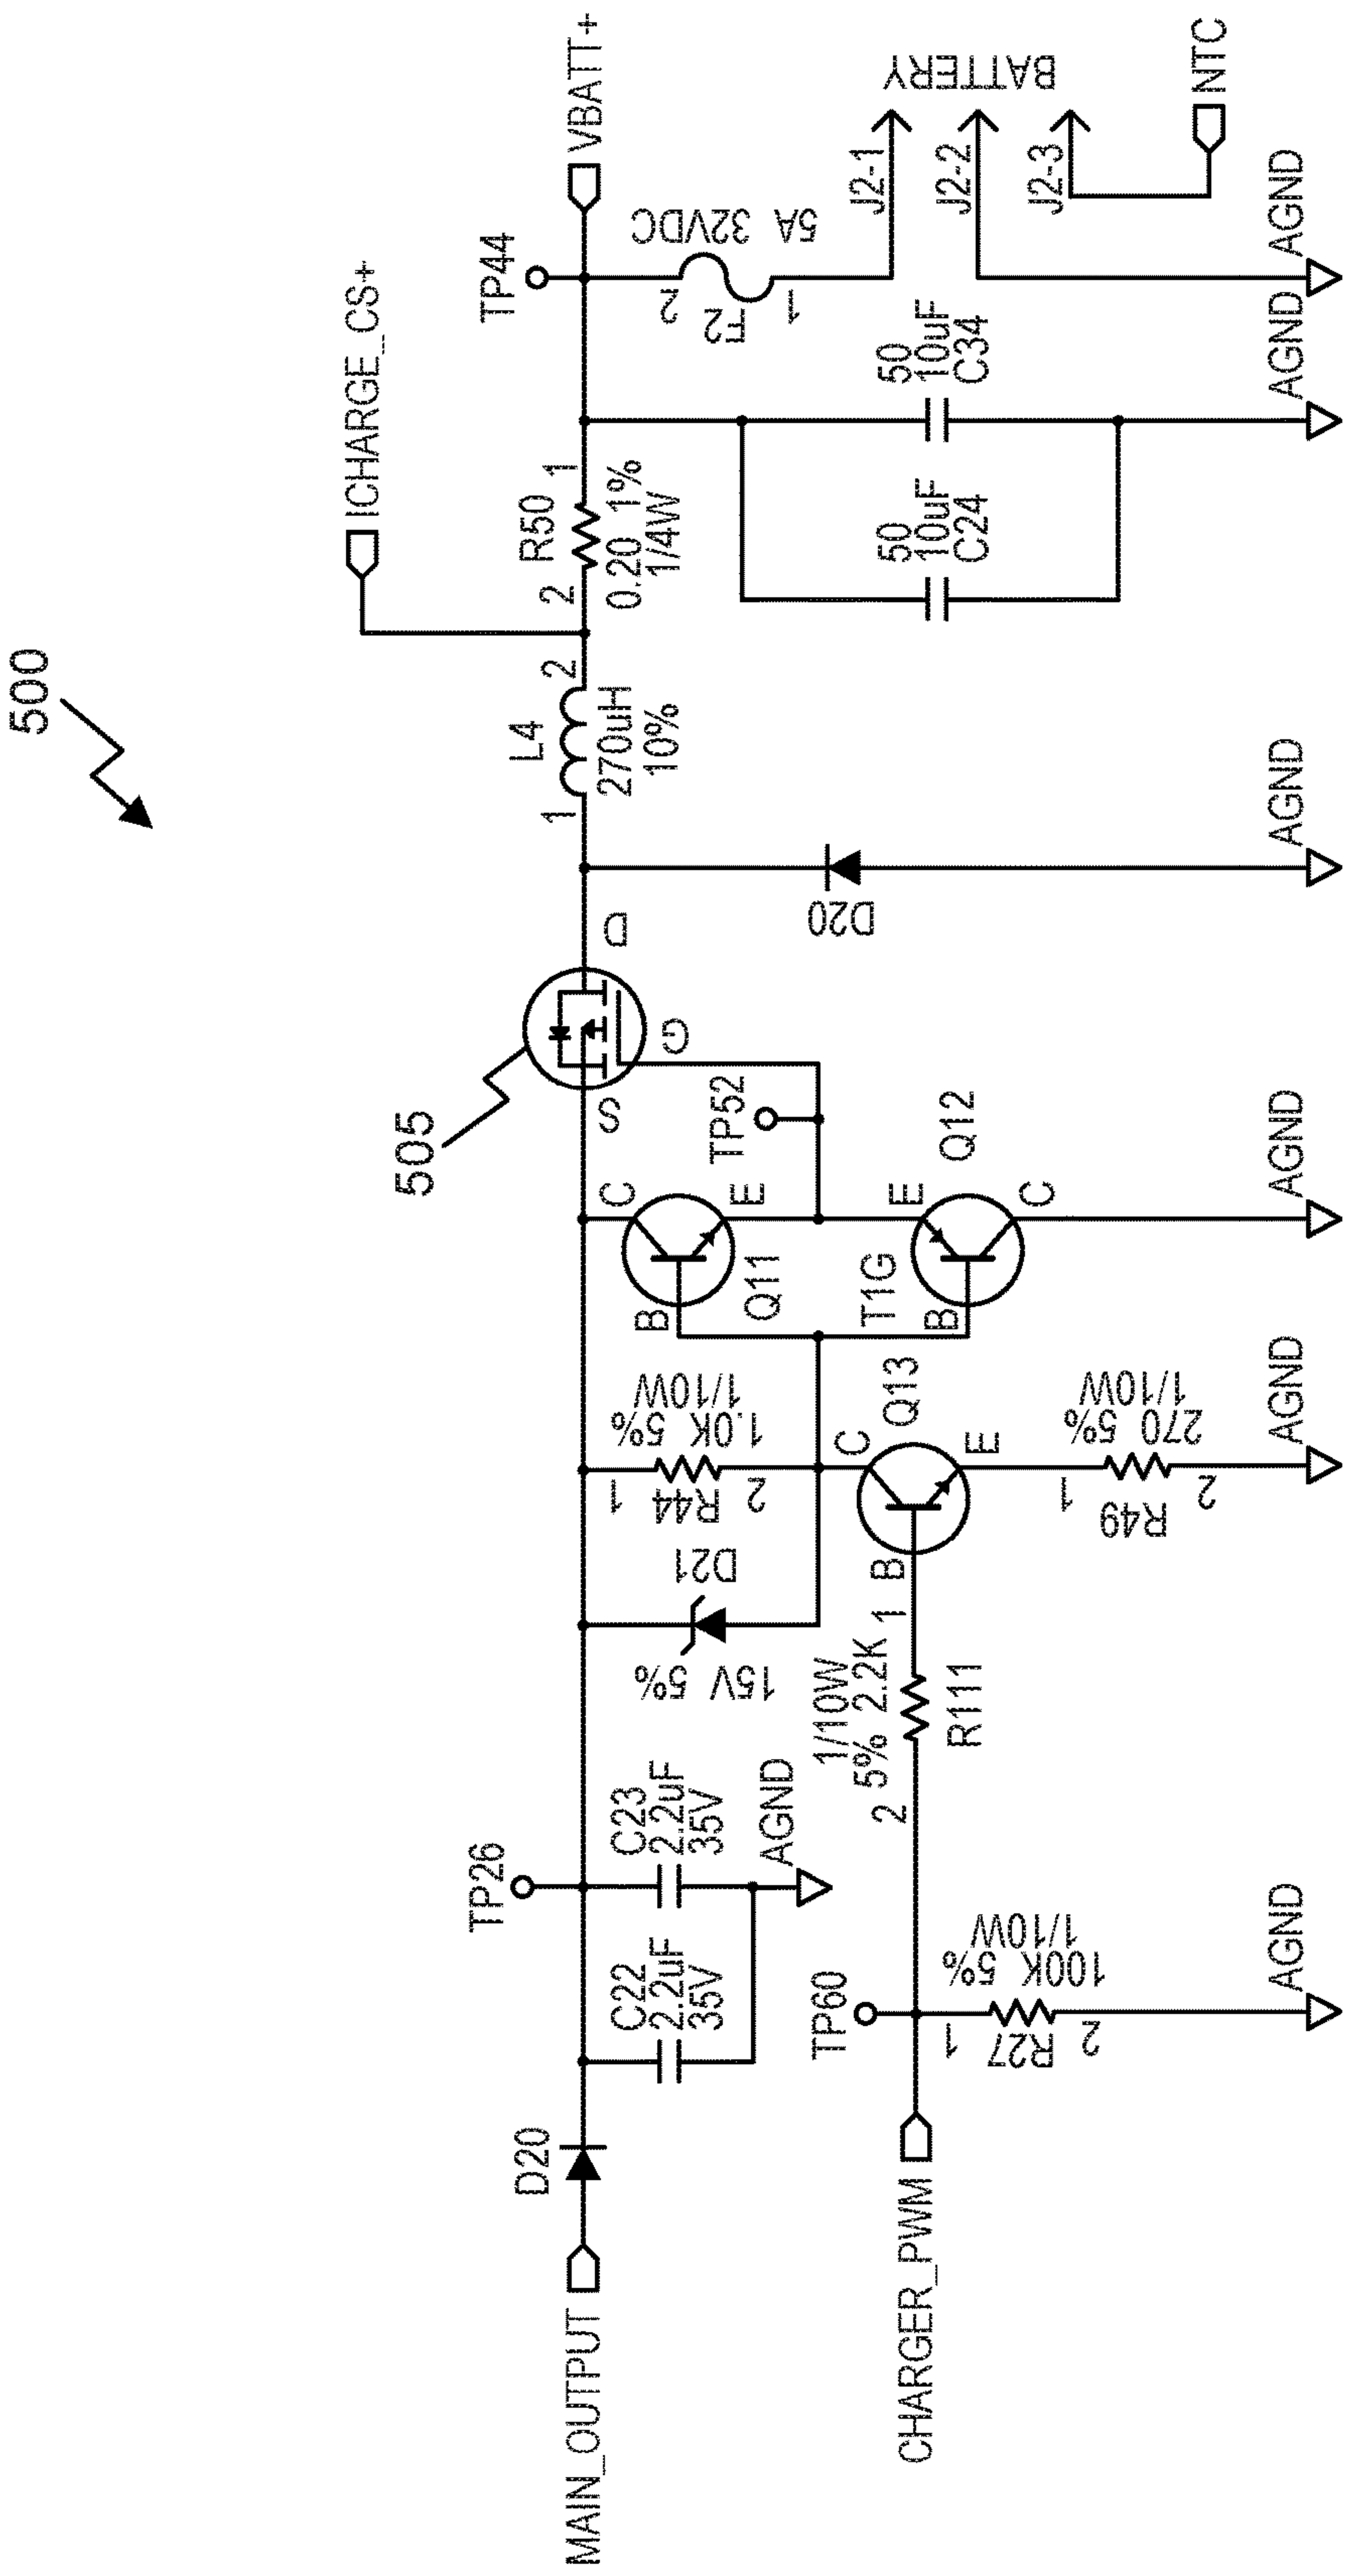 500
MAIN_OUTPUT
D20
TP26
C22
2.2uF
35V
C23
2.2uF
35V
AGND
CHARGER_PWM
TP60
1
R27
2
100K 5%
1/10W
AGND
2
1/10W
5% 2.2K
R111
1
15V 5%
D21
1
R44
2
1.0K 5%
1/10W
B
C
Q13
E
1
R49
2
270 5%
1/10W
AGND
B
C
Q11
E
T1G
B
E
Q12
C
AGND
TP52
505
S
G
D
D20
AGND
1
L4
2
270uH
10%
ICHARGE_CS+
2
R50
1
0.20 1%
1/4W
50
10uF
C24
50
10uF
C34
AGND
TP44
VBATT+
2
F2
1
5A 32VDC
J2-1
J2-2
J2-3
BATTERY
NTC
AGND